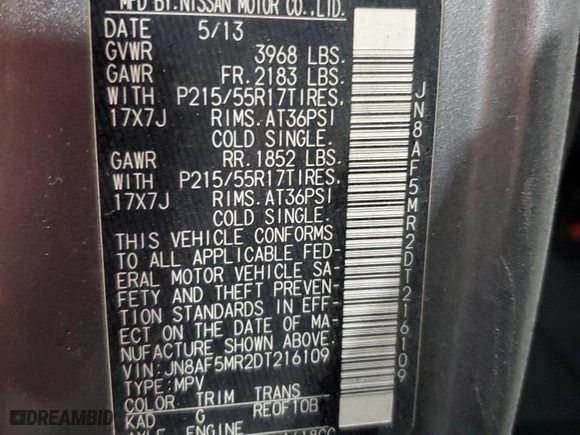 MFD BY:NISSAN MOTOR CO.,LTD.
DATE 5/13
GVWR 3968 LBS.
GAWR FR. 2183 LBS.
WITH P215/55R17TIRES.
17X7J RIMS. AT36PSI
COLD SINGLE.
GAWR RR. 1852 LBS.
WITH P215/55R17TIRES.
17X7J RIMS. AT36PSI
COLD SINGLE.
THIS VEHICLE CONFORMS
TO ALL APPLICABLE FED-
ERAL MOTOR VEHICLE SA-
FETY AND THEFT PREVEN-
TION STANDARDS IN EFF-
ECT ON THE DATE OF MA-
NUFACTURE SHOWN ABOVE.
VIN: JN8AF5MR2DT216109
TYPE: MPV
COLOR TRIM TRANS
KAD G RE0F10B
AXLE ENGINE
JN8AF5MR2DT216109
DREAMBID